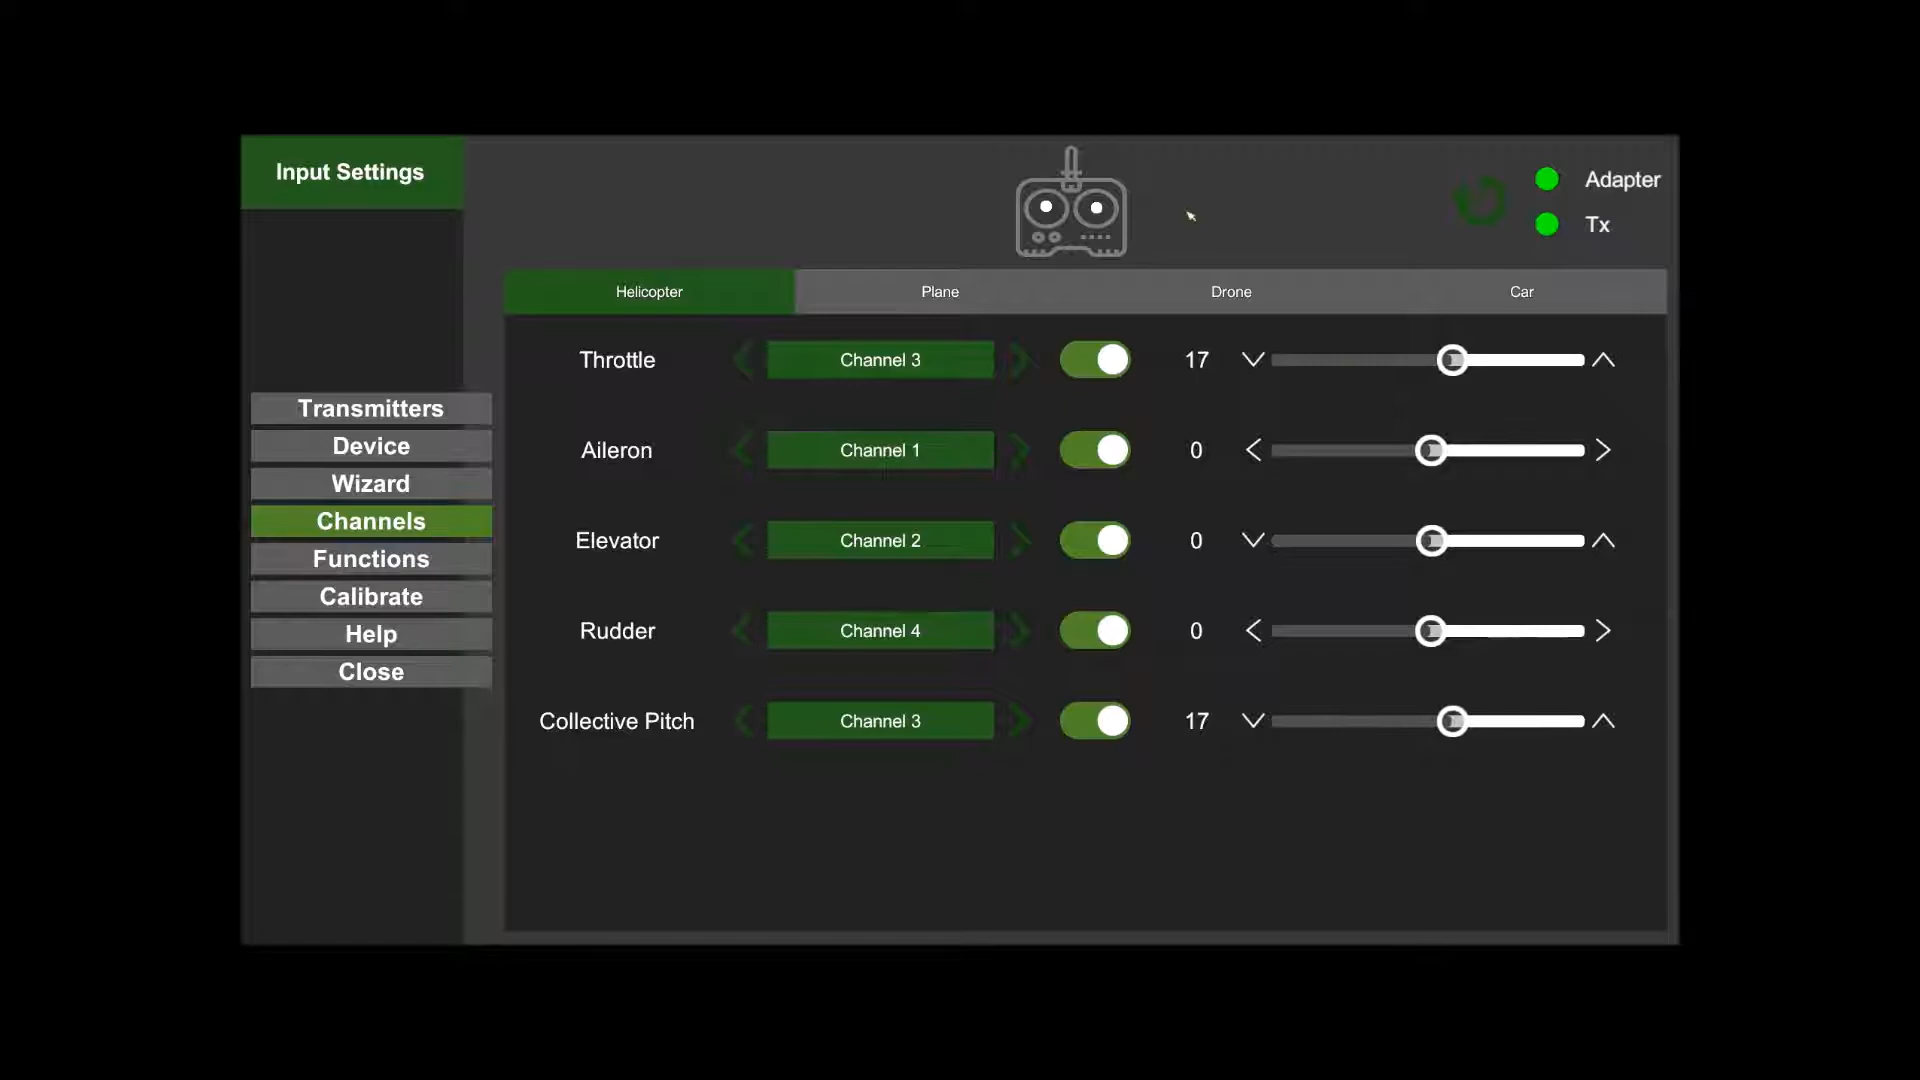 Input Settings
Adapter
Tx
Helicopter Plane Drone Car
Throttle Channel 3 17
Aileron Channel 1 0
Elevator Channel 2 0
Rudder Channel 4 0
Collective Pitch Channel 3 17
Transmitters
Device
Wizard
Channels
Functions
Calibrate
Help
Close